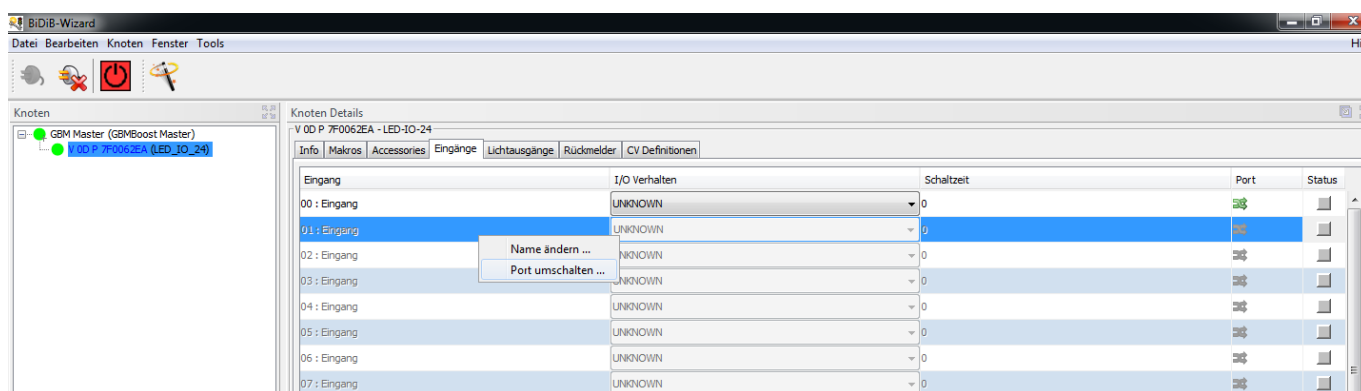 BiDiB-Wizard
Datei Bearbeiten Knoten Fenster Tools Hi
Knoten
GBM Master (GBMBoost Master)
V 0D P 7F0062EA (LED_IO_24)
Knoten Details
V 0D P 7F0062EA - LED-IO-24
Info Makros Accessories Eingänge Lichtausgänge Rückmelder CV Definitionen
Eingang I/O Verhalten Schaltzeit Port Status
00 : Eingang UNKNOWN 0
01 : Eingang UNKNOWN 0
Name ändern ...
02 : Eingang NKNOWN 0
Port umschalten ...
03 : Eingang UNKNOWN 0
04 : Eingang UNKNOWN 0
05 : Eingang UNKNOWN 0
06 : Eingang UNKNOWN 0
07 : Eingang UNKNOWN 0